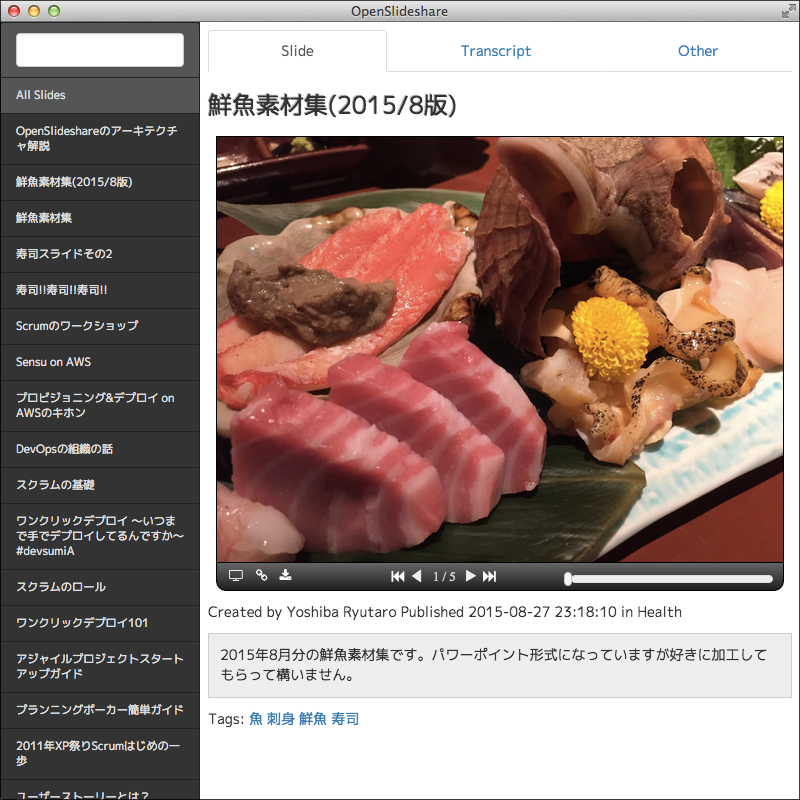 OpenSlideshare
All Slides
OpenSlideshareのアーキテクチ
ャ解説
鮮魚素材集(2015/8版)
鮮魚素材集
寿司スライドその2
寿司!!寿司!!寿司!!
Scrumのワークショップ
Sensu on AWS
プロビジョニング&デプロイ on
AWSのキホン
DevOpsの組織の話
スクラムの基礎
ワンクリックデプロイ 〜いつま
で手でデプロイしてるんですか〜
#devsumiA
スクラムのロール
ワンクリックデプロイ101
アジャイルプロジェクトスタート
アップガイド
プランニングポーカー簡単ガイド
2011年XP祭りScrumはじめの一
歩
ユーザーストーリーとは？
Slide
Transcript
Other
鮮魚素材集(2015/8版)
1 / 5
Created by Yoshiba Ryutaro Published 2015-08-27 23:18:10 in Health
2015年8月分の鮮魚素材集です。パワーポイント形式になっていますが好きに加工して
もらって構いません。
Tags: 魚 刺身 鮮魚 寿司